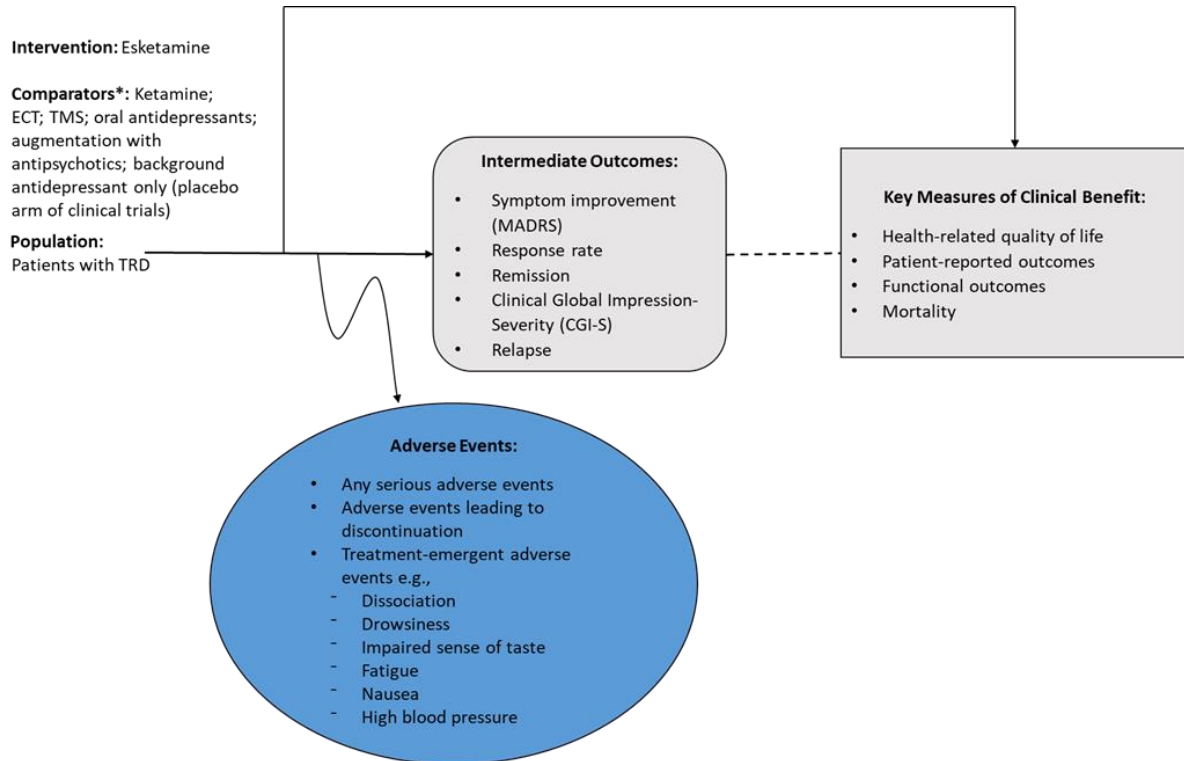 Intervention: Esketamine
Comparators*: Ketamine;
ECT; TMS; oral antidepressants;
augmentation with
antipsychotics; background
antidepressant only (placebo
arm of clinical trials)
Population:
Patients with TRD
Intermediate Outcomes:
• Symptom improvement
(MADRS)
• Response rate
• Remission
• Clinical Global Impression-
Severity (CGI-S)
• Relapse
Key Measures of Clinical Benefit:
• Health-related quality of life
• Patient-reported outcomes
• Functional outcomes
• Mortality
Adverse Events:
• Any serious adverse events
• Adverse events leading to
discontinuation
• Treatment-emergent adverse
events e.g.,
- Dissociation
- Drowsiness
- Impaired sense of taste
- Fatigue
- Nausea
- High blood pressure